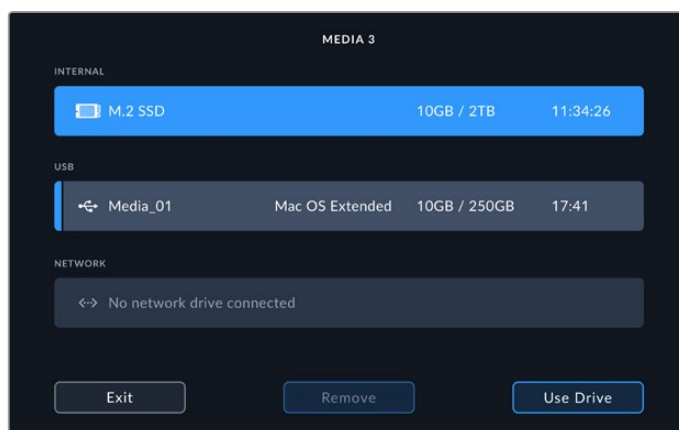 MEDIA 3
INTERNAL
M.2 SSD 10GB / 2TB 11:34:26
USB
Media_01 Mac OS Extended 10GB / 250GB 17:41
NETWORK
No network drive connected
Exit Remove Use Drive